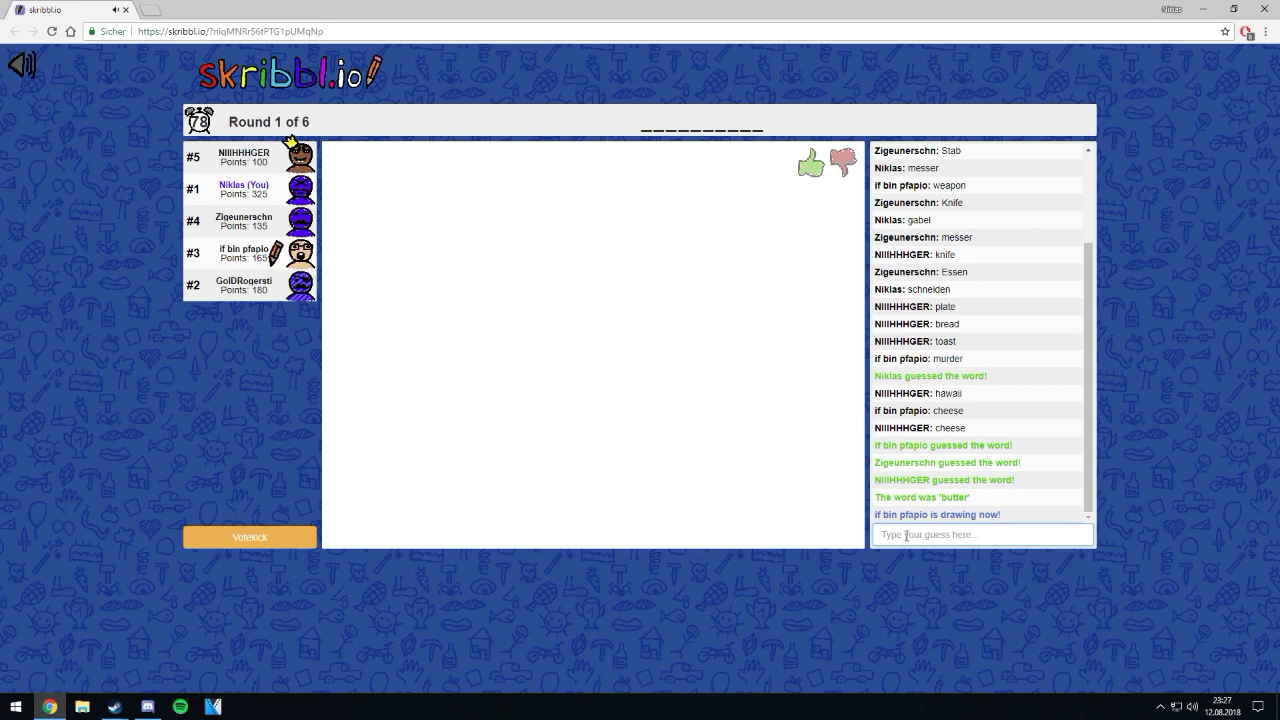 skribbl.io
Niklas
Sicher https://skribbl.io/?niqMNRr56tPTG1pUMqNp
skribbl.io
78 Round 1 of 6 __________
#5 NIIIHHHGER
Points: 100
#1 Niklas (You)
Points: 325
#4 Zigeunerschn
Points: 135
#3 if bin pfapio
Points: 165
#2 GolDRogersti
Points: 180
Votekick
Zigeunerschn: Stab
Niklas: messer
if bin pfapio: weapon
Zigeunerschn: Knife
Niklas: gabel
Zigeunerschn: messer
NIIIHHHGER: knife
Zigeunerschn: Essen
Niklas: schneiden
NIIIHHHGER: plate
NIIIHHHGER: bread
NIIIHHHGER: toast
if bin pfapio: murder
Niklas guessed the word!
NIIIHHHGER: hawaii
if bin pfapio: cheese
NIIIHHHGER: cheese
if bin pfapio guessed the word!
Zigeunerschn guessed the word!
NIIIHHHGER guessed the word!
The word was 'butter'
if bin pfapio is drawing now!
Type your guess here...
23:27
12.08.2018